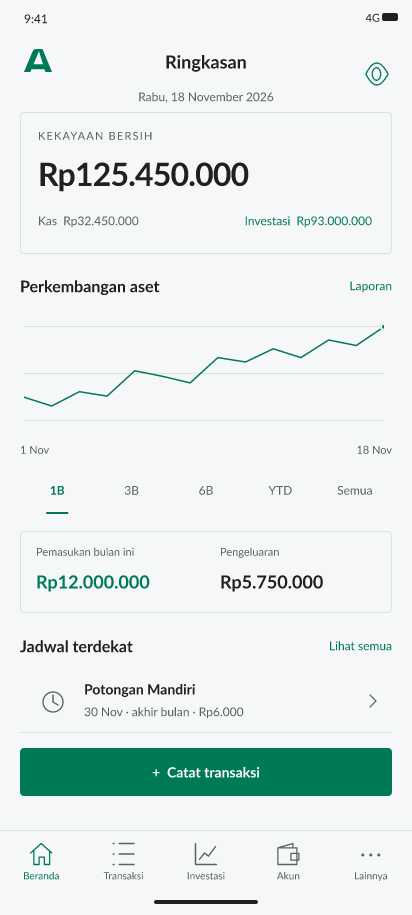 9:41
4G
A
Ringkasan
Rabu, 18 November 2026
KEKAYAAN BERSIH
Rp125.450.000
Kas Rp32.450.000
Investasi Rp93.000.000
Perkembangan aset
Laporan
1 Nov
18 Nov
1B
3B
6B
YTD
Semua
Pemasukan bulan ini
Pengeluaran
Rp12.000.000
Rp5.750.000
Jadwal terdekat
Lihat semua
Potongan Mandiri
30 Nov · akhir bulan · Rp6.000
+ Catat transaksi
Beranda
Transaksi
Investasi
Akun
Lainnya